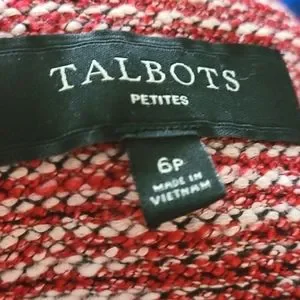 TALBOTS
PETITES
6P
MADE IN
VIETNAM